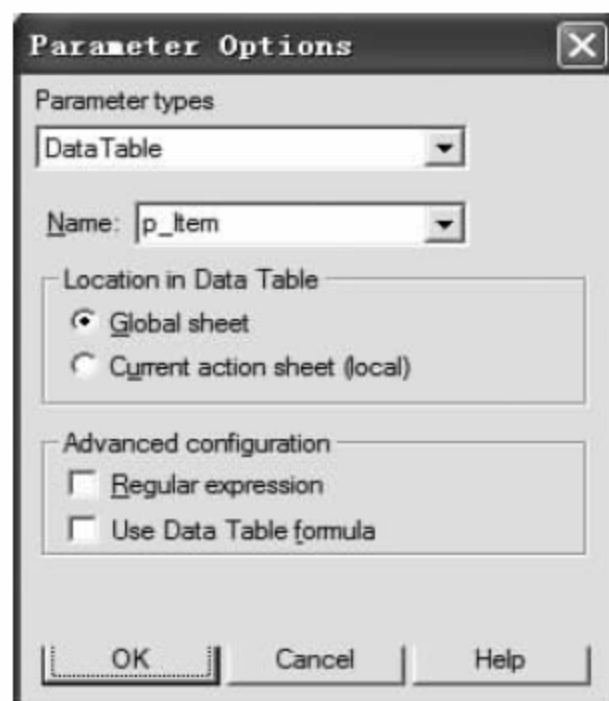 Parameter Options
Parameter types
DataTable
Name: p_Item
Location in Data Table
Global sheet
Current action sheet (local)
Advanced configuration
Regular expression
Use Data Table formula
OK Cancel Help